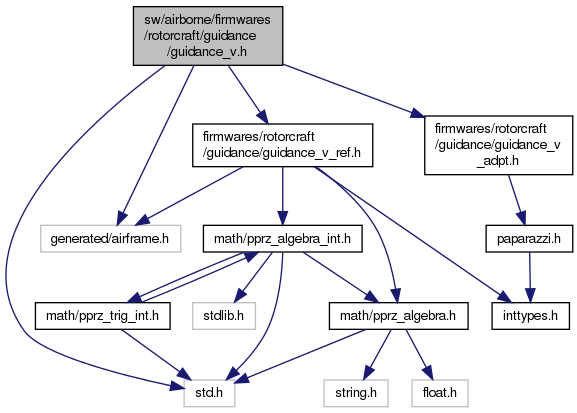 sw/airborne/firmwares
/rotorcraft/guidance
/guidance_v.h
firmwares/rotorcraft
/guidance/guidance_v_ref.h
firmwares/rotorcraft
/guidance/guidance_v
_adpt.h
generated/airframe.h
math/pprz_algebra_int.h
paparazzi.h
math/pprz_trig_int.h
stdlib.h
math/pprz_algebra.h
inttypes.h
std.h
string.h
float.h